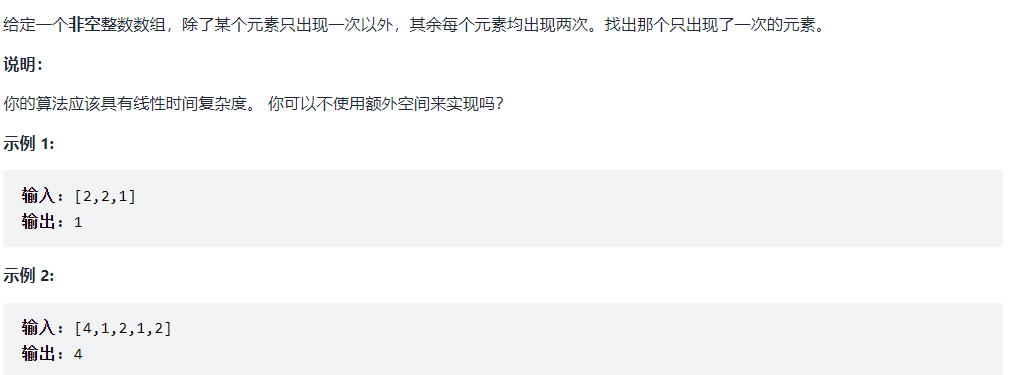 给定一个非空整数数组，除了某个元素只出现一次以外，其余每个元素均出现两次。找出那个只出现了一次的元素。
说明：
你的算法应该具有线性时间复杂度。 你可以不使用额外空间来实现吗？
示例 1:
输入: [2,2,1]
输出: 1
示例 2:
输入: [4,1,2,1,2]
输出: 4